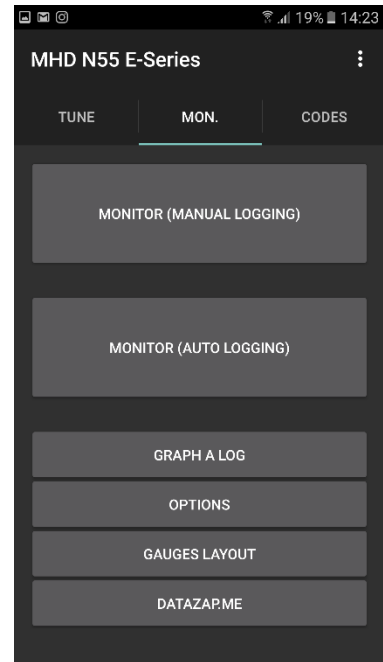 19% 14:23
MHD N55 E-Series
TUNE MON. CODES
MONITOR (MANUAL LOGGING)
MONITOR (AUTO LOGGING)
GRAPH A LOG
OPTIONS
GAUGES LAYOUT
DATAZAP.ME